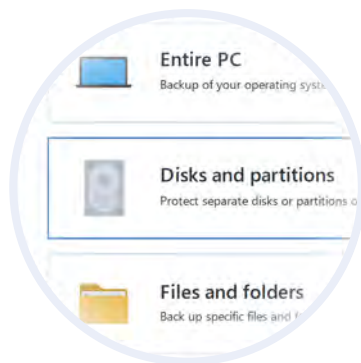 Entire PC
Backup of your operating syst
Disks and partitions
Protect separate disks or partitions o
Files and folders
Back up specific files and f